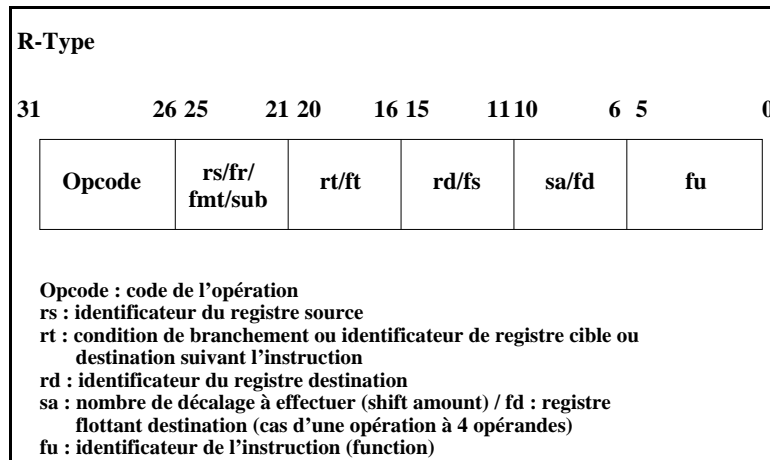 R-Type
31 26 25 21 20 16 15 11 10 6 5 0
Opcode rs/fr/ rt/ft rd/fs sa/fd fu
fmt/sub
Opcode : code de l'opération
rs : identificateur du registre source
rt : condition de branchement ou identificateur de registre cible ou
destination suivant l'instruction
rd : identificateur du registre destination
sa : nombre de décalage à effectuer (shift amount) / fd : registre
flottant destination (cas d'une opération à 4 opérandes)
fu : identificateur de l'instruction (function)